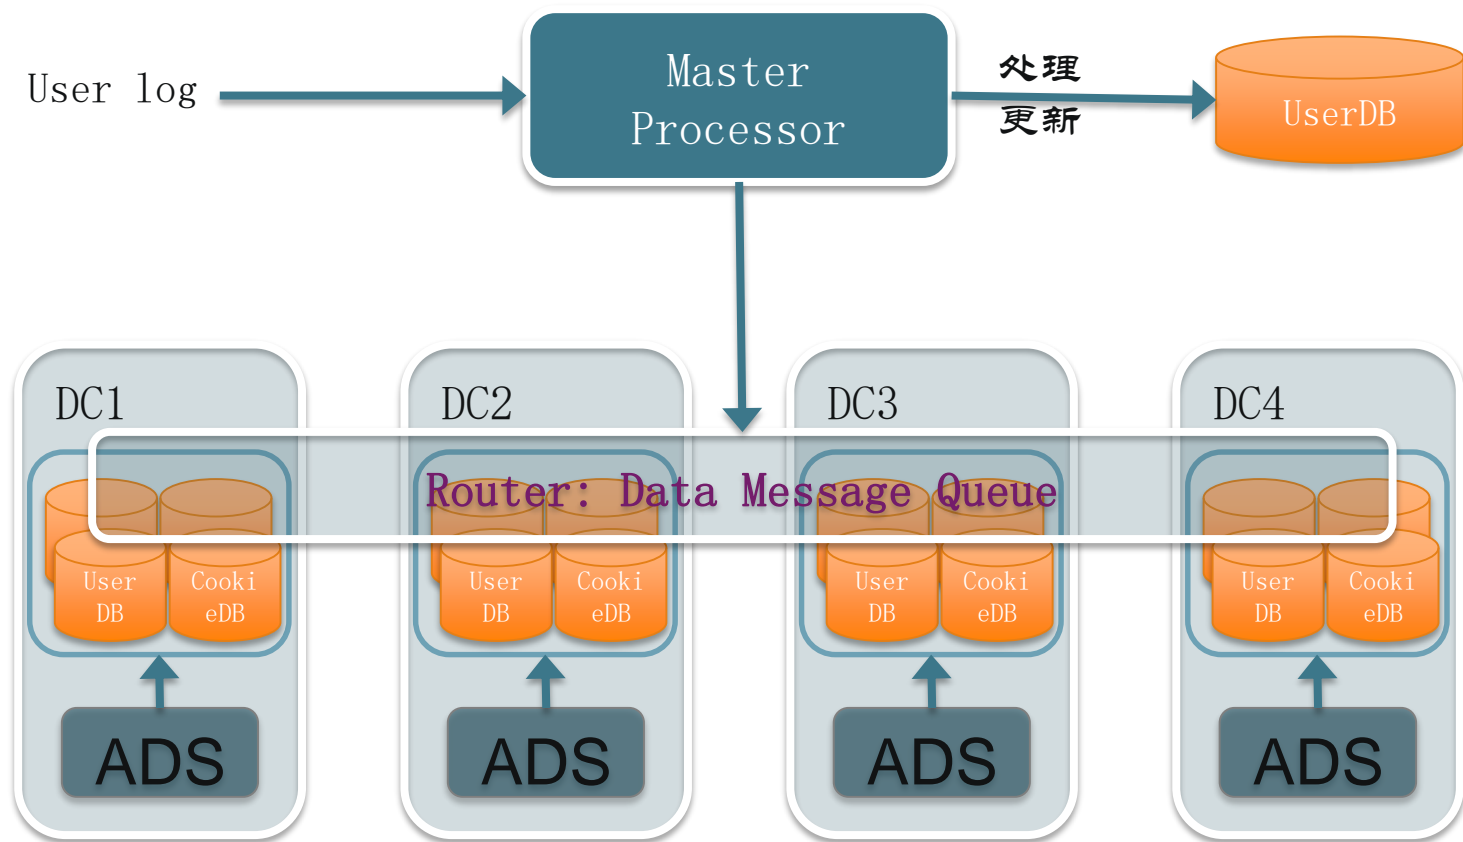 User log
Master
Processor
处理
更新
UserDB
DC1
DC2
DC3
DC4
Router: Data Message Queue
User
DB
Cooki
eDB
User
DB
Cooki
eDB
User
DB
Cooki
eDB
User
DB
Cooki
eDB
ADS
ADS
ADS
ADS